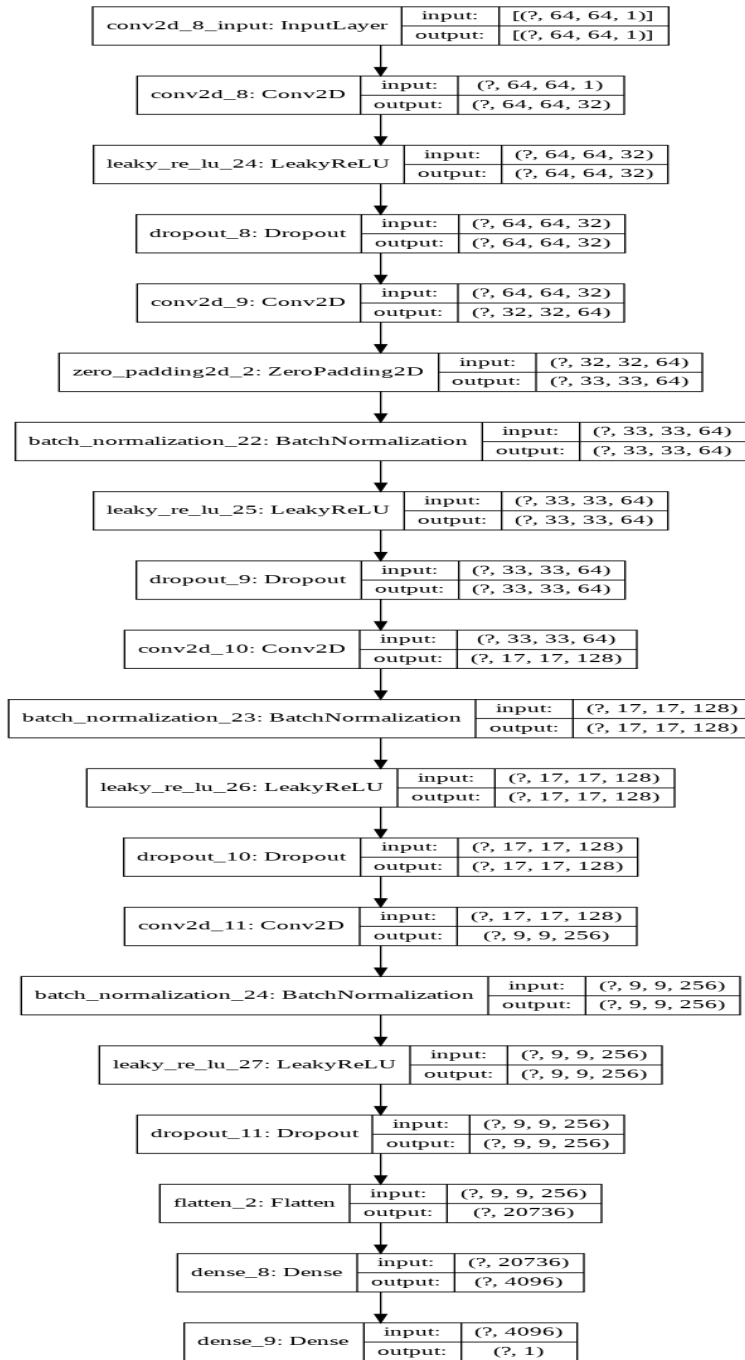 conv2d_8_input: InputLayer input: [(?, 64, 64, 1)]
output: [(?, 64, 64, 1)]
conv2d_8: Conv2D input: (?, 64, 64, 1)
output: (?, 64, 64, 32)
leaky_re_lu_24: LeakyReLU input: (?, 64, 64, 32)
output: (?, 64, 64, 32)
dropout_8: Dropout input: (?, 64, 64, 32)
output: (?, 64, 64, 32)
conv2d_9: Conv2D input: (?, 64, 64, 32)
output: (?, 32, 32, 64)
zero_padding2d_2: ZeroPadding2D input: (?, 32, 32, 64)
output: (?, 33, 33, 64)
batch_normalization_22: BatchNormalization input: (?, 33, 33, 64)
output: (?, 33, 33, 64)
leaky_re_lu_25: LeakyReLU input: (?, 33, 33, 64)
output: (?, 33, 33, 64)
dropout_9: Dropout input: (?, 33, 33, 64)
output: (?, 33, 33, 64)
conv2d_10: Conv2D input: (?, 33, 33, 64)
output: (?, 17, 17, 128)
batch_normalization_23: BatchNormalization input: (?, 17, 17, 128)
output: (?, 17, 17, 128)
leaky_re_lu_26: LeakyReLU input: (?, 17, 17, 128)
output: (?, 17, 17, 128)
dropout_10: Dropout input: (?, 17, 17, 128)
output: (?, 17, 17, 128)
conv2d_11: Conv2D input: (?, 17, 17, 128)
output: (?, 9, 9, 256)
batch_normalization_24: BatchNormalization input: (?, 9, 9, 256)
output: (?, 9, 9, 256)
leaky_re_lu_27: LeakyReLU input: (?, 9, 9, 256)
output: (?, 9, 9, 256)
dropout_11: Dropout input: (?, 9, 9, 256)
output: (?, 9, 9, 256)
flatten_2: Flatten input: (?, 9, 9, 256)
output: (?, 20736)
dense_8: Dense input: (?, 20736)
output: (?, 4096)
dense_9: Dense input: (?, 4096)
output: (?, 1)